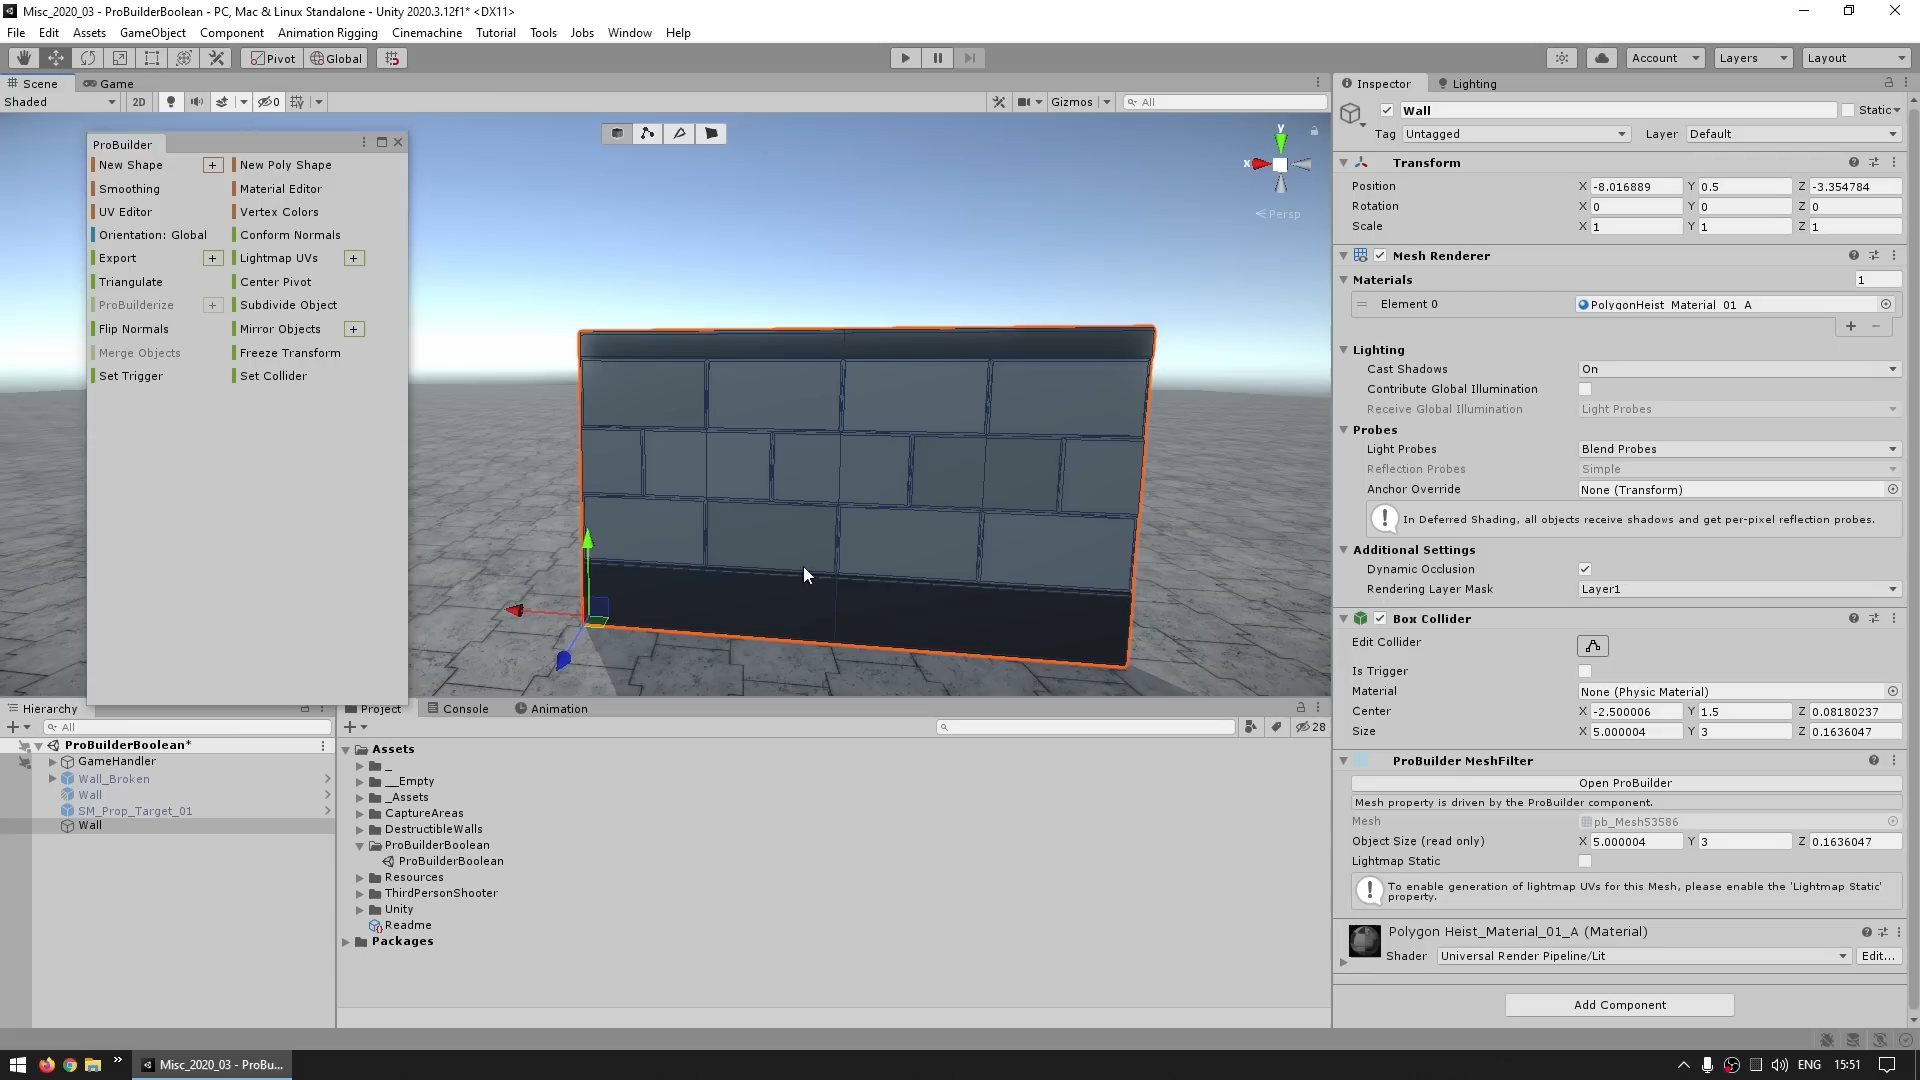 Misc_2020_03 - ProBuilderBoolean - PC, Mac & Linux Standalone - Unity 2020.3.12f1* <DX11>
File Edit Assets GameObject Component Animation Rigging Cinemachine Tutorial Tools Jobs Window Help
Pivot Global Account Layers Layout
Scene Game
Shaded 2D 0 Gizmos All
ProBuilder
New Shape + New Poly Shape
Smoothing Material Editor
UV Editor Vertex Colors
Orientation: Global Conform Normals
Export + Lightmap UVs +
Triangulate Center Pivot
ProBuilderize + Subdivide Object
Flip Normals Mirror Objects +
Merge Objects Freeze Transform
Set Trigger Set Collider
y
x
Persp
Inspector Lighting
Wall Static
Tag Untagged Layer Default
Transform
Position X -8.016889 Y 0.5 Z -3.354784
Rotation X 0 Y 0 Z 0
Scale X 1 Y 1 Z 1
Mesh Renderer
Materials 1
Element 0 PolygonHeist_Material_01_A
Lighting
Cast Shadows On
Contribute Global Illumination
Receive Global Illumination Light Probes
Probes
Light Probes Blend Probes
Reflection Probes Simple
Anchor Override None (Transform)
In Deferred Shading, all objects receive shadows and get per-pixel reflection probes.
Additional Settings
Dynamic Occlusion
Rendering Layer Mask Layer1
Box Collider
Edit Collider
Is Trigger
Material None (Physic Material)
Center X -2.500006 Y 1.5 Z 0.08180237
Size X 5.000004 Y 3 Z 0.1636047
ProBuilder MeshFilter
Open ProBuilder
Mesh property is driven by the ProBuilder component.
Mesh pb_Mesh53586
Object Size (read only) X 5.000004 Y 3 Z 0.1636047
Lightmap Static
To enable generation of lightmap UVs for this Mesh, please enable the 'Lightmap Static' property.
Polygon Heist_Material_01_A (Material)
Shader Universal Render Pipeline/Lit Edit...
Add Component
Hierarchy
All
ProBuilderBoolean*
GameHandler
Wall_Broken
Wall
SM_Prop_Target_01
Wall
Project Console Animation
28
Assets
_
__Empty
_Assets
CaptureAreas
DestructibleWalls
ProBuilderBoolean
ProBuilderBoolean
Resources
ThirdPersonShooter
Unity
Readme
Packages
Misc_2020_03 - ProBu...
ENG 15:51